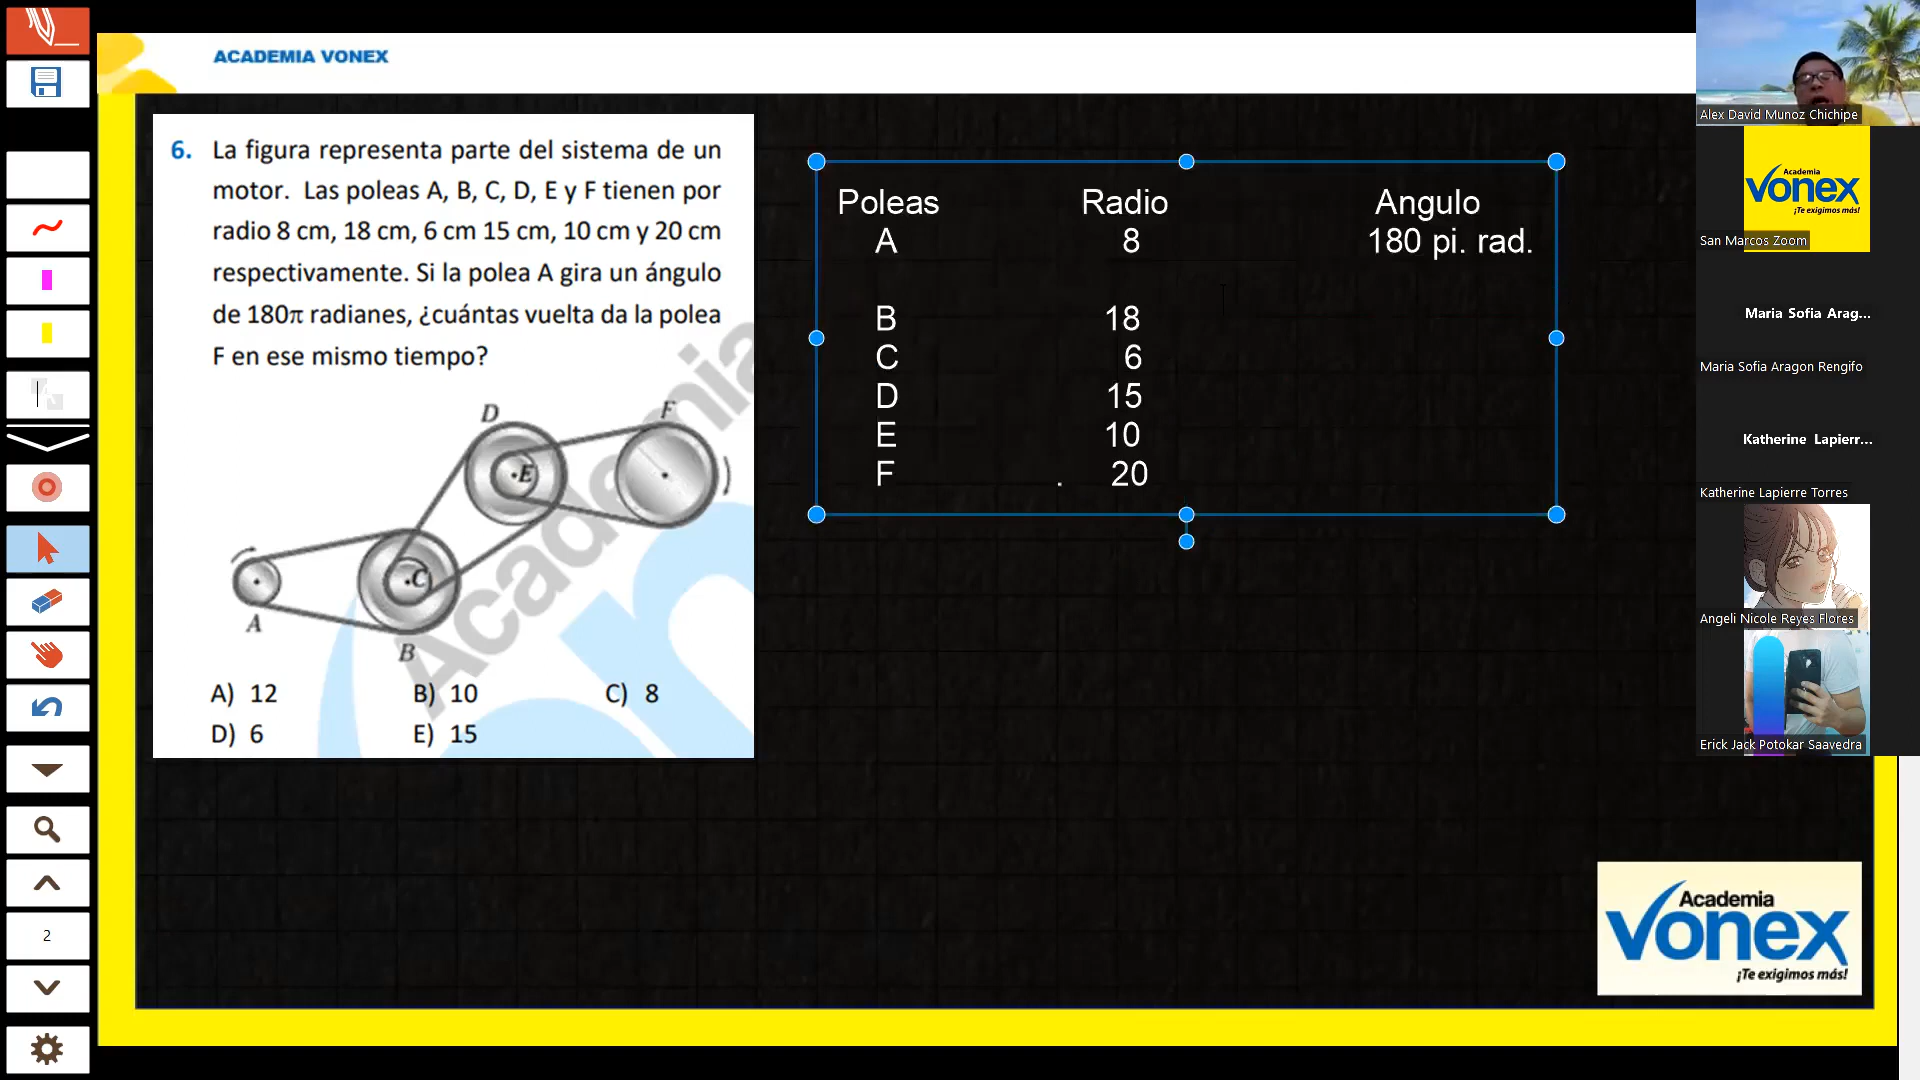 ACADEMIA VONEX
6. La figura representa parte del sistema de un
motor. Las poleas A, B, C, D, E y F tienen por
radio 8 cm, 18 cm, 6 cm 15 cm, 10 cm y 20 cm
respectivamente. Si la polea A gira un ángulo
de 180π radianes, ¿cuántas vuelta da la polea
F en ese mismo tiempo?
D
F
E
C
A
B
Academia
A) 12 B) 10 C) 8
D) 6 E) 15
Poleas Radio Angulo
A 8 180 pi. rad.
B 18
C 6
D 15
E 10
F . 20
Alex David Munoz Chichipe
Academia
vonex
¡Te exigimos más!
San Marcos Zoom
Maria Sofia Arag...
Maria Sofia Aragon Rengifo
Katherine Lapierr...
Katherine Lapierre Torres
Angeli Nicole Reyes Flores
Erick Jack Potokar Saavedra
Academia
vonex
¡Te exigimos más!
2